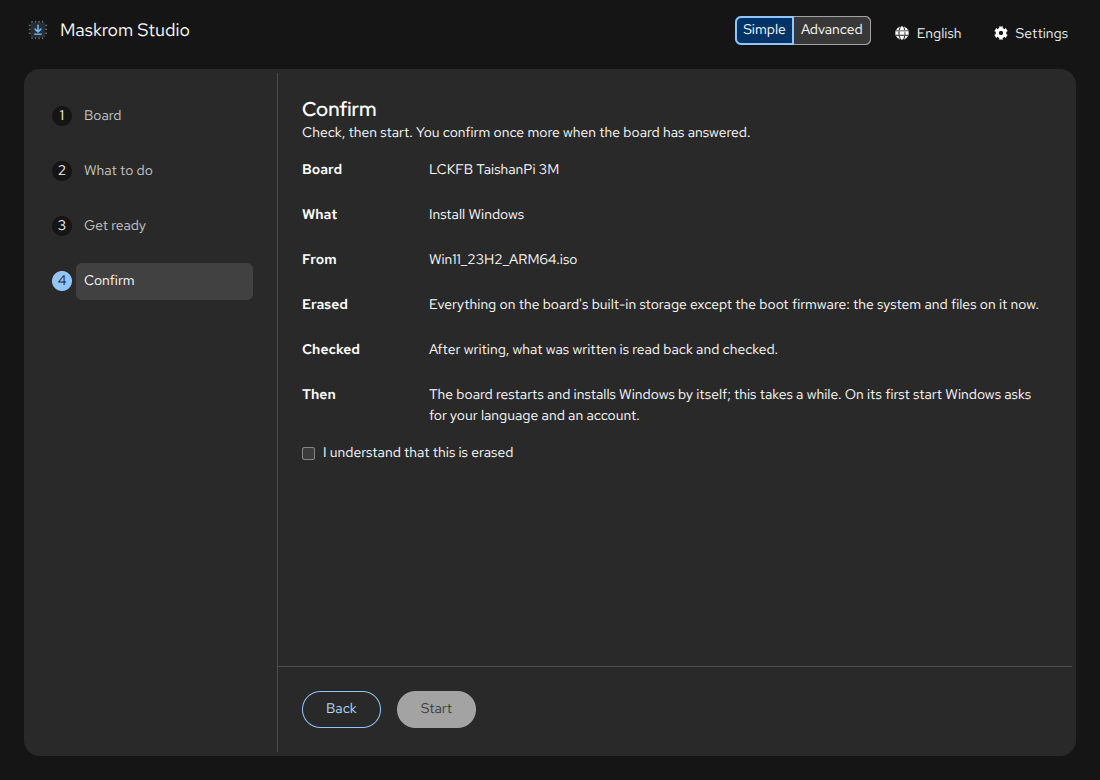 Maskrom Studio
Simple
Advanced
English
Settings
1 Board
2 What to do
3 Get ready
4 Confirm
Confirm
Check, then start. You confirm once more when the board has answered.
Board LCKFB TaishanPi 3M
What Install Windows
From Win11_23H2_ARM64.iso
Erased Everything on the board's built-in storage except the boot firmware: the system and files on it now.
Checked After writing, what was written is read back and checked.
Then The board restarts and installs Windows by itself; this takes a while. On its first start Windows asks
for your language and an account.
I understand that this is erased
Back
Start